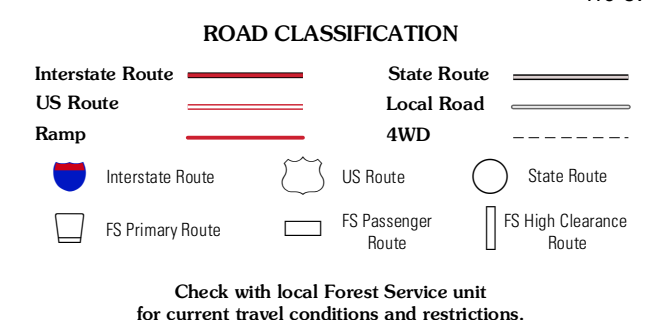 ROAD CLASSIFICATION
Interstate Route
State Route
US Route
Local Road
Ramp
4WD
Interstate Route
US Route
State Route
FS Primary Route
FS Passenger
Route
FS High Clearance
Route
Check with local Forest Service unit
for current travel conditions and restrictions.